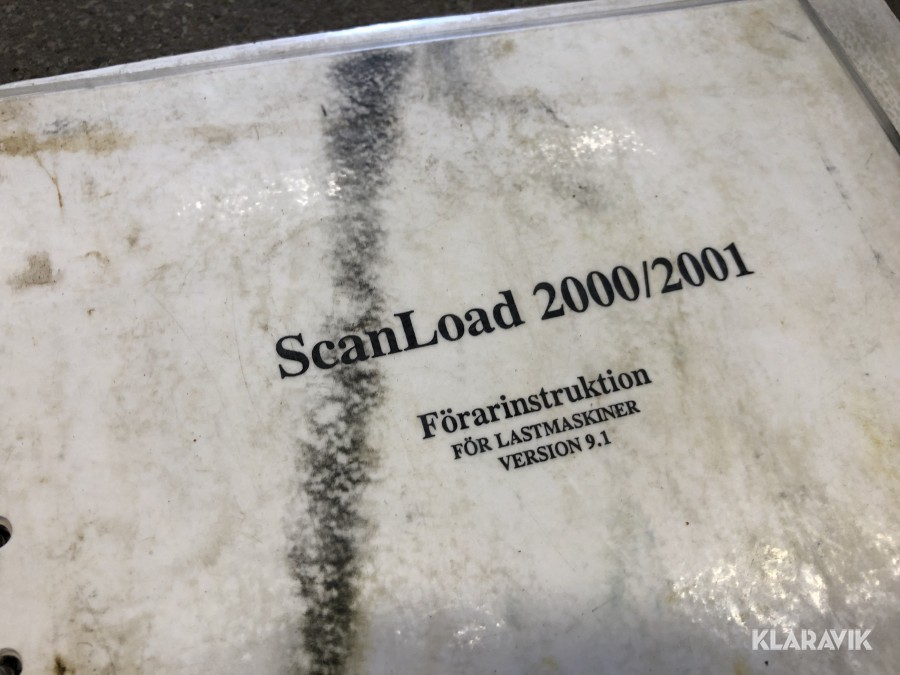 ScanLoad 2000/2001
Förarinstruktion
FÖR LASTMASKINER
VERSION 9.1
KLARAVIK